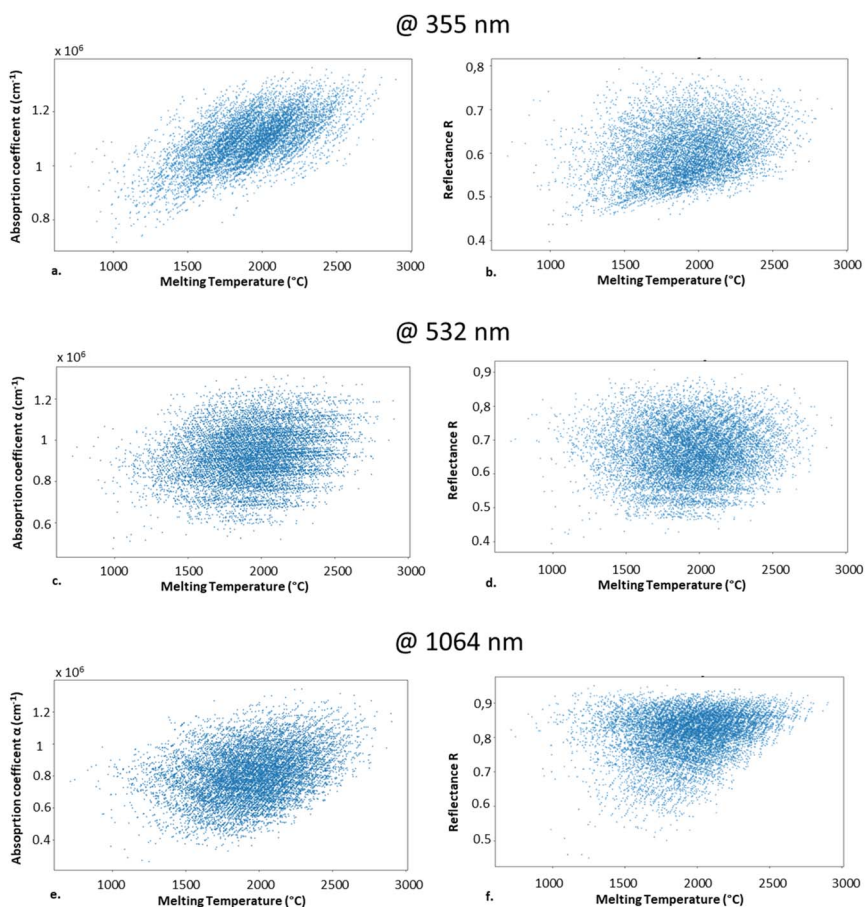 @ 355 nm
x 10⁶
Absoprtion coefficent α (cm⁻¹)
1.2
1
0.8
1000 1500 2000 2500 3000
a. Melting Temperature (°C)
Reflectance R
0,8
0.7
0.6
0.5
0.4
1000 1500 2000 2500 3000
b. Melting Temperature (°C)
@ 532 nm
x 10⁶
Absoprtion coefficient α (cm⁻¹)
1.2
1
0.8
0.6
1000 1500 2000 2500 3000
c. Melting Temperature (°C)
Reflectance R
0,9
0,8
0.7
0.6
0.5
0.4
1000 1500 2000 2500 3000
d. Melting Temperature (°C)
@ 1064 nm
x 10⁶
Absoprtion coefficient α (cm⁻¹)
1.2
1
0.8
0.6
0.4
1000 1500 2000 2500 3000
e. Melting Temperature (°C)
Reflectance R
0,9
0.8
0.7
0.6
0.5
1000 1500 2000 2500 3000
f. Melting Temperature (°C)